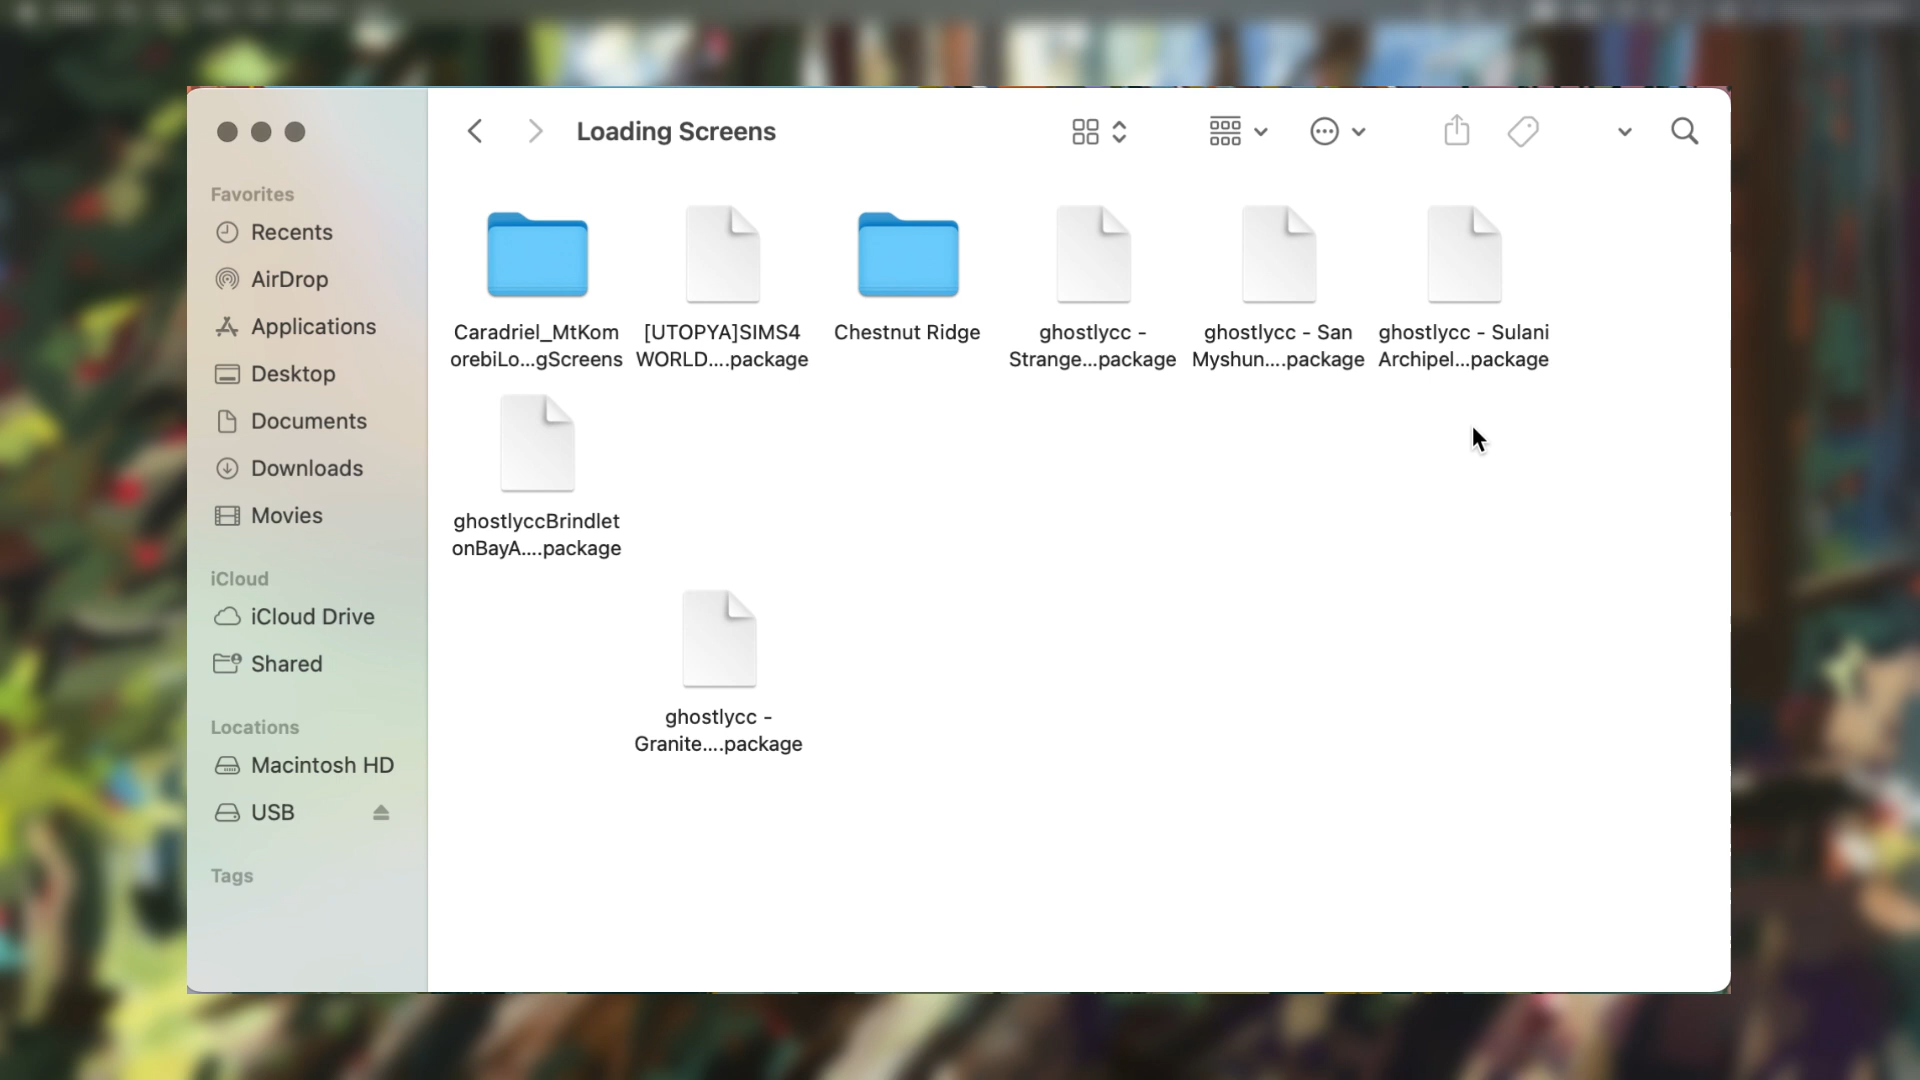 Loading Screens
Favorites
Recents
AirDrop
Applications
Desktop
Documents
Downloads
Movies
iCloud
iCloud Drive
Shared
Locations
Macintosh HD
USB
Tags
Caradriel_MtKom
orebiLo...gScreens
[UTOPYA]SIMS4
WORLD....package
Chestnut Ridge
ghostlycc -
Strange...package
ghostlycc - San
Myshun....package
ghostlycc - Sulani
Archipel...package
ghostlyccBrindlet
onBayA....package
ghostlycc -
Granite....package